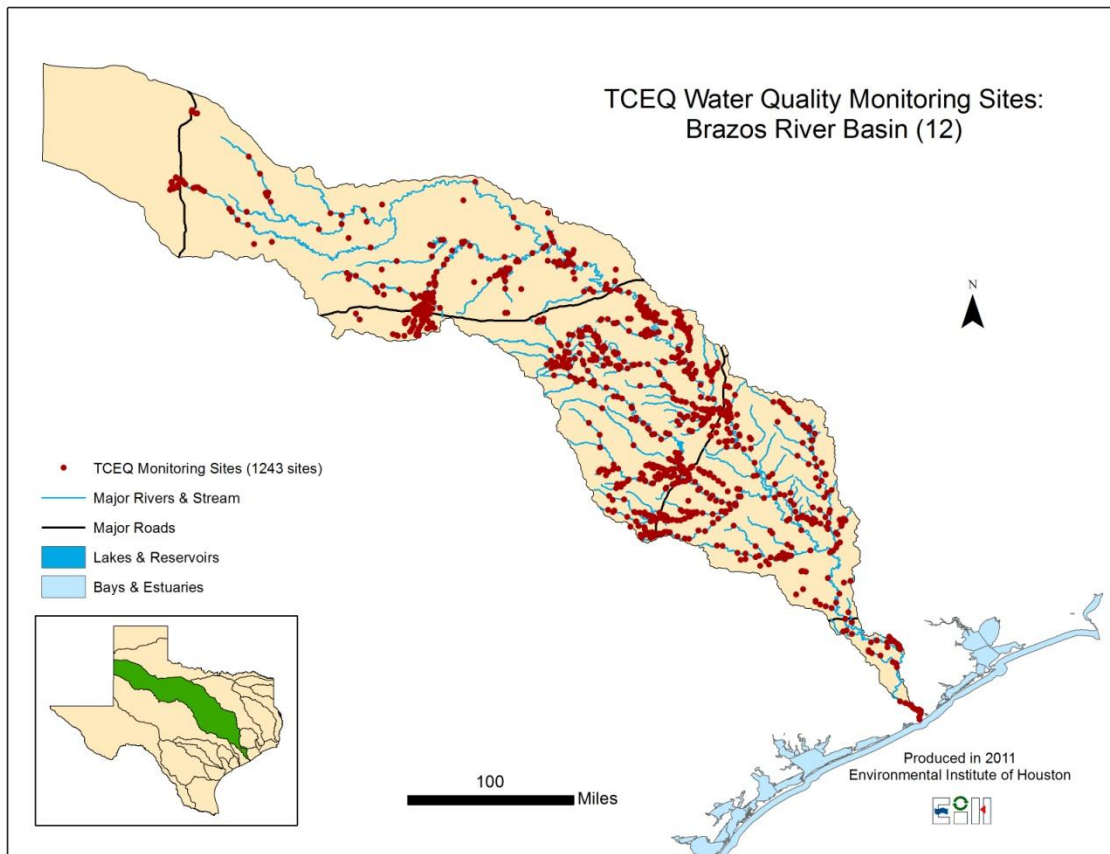 TCEQ Water Quality Monitoring Sites:
Brazos River Basin (12)
N
TCEQ Monitoring Sites (1243 sites)
Major Rivers & Stream
Major Roads
Lakes & Reservoirs
Bays & Estuaries
100
Miles
Produced in 2011
Environmental Institute of Houston
EIH